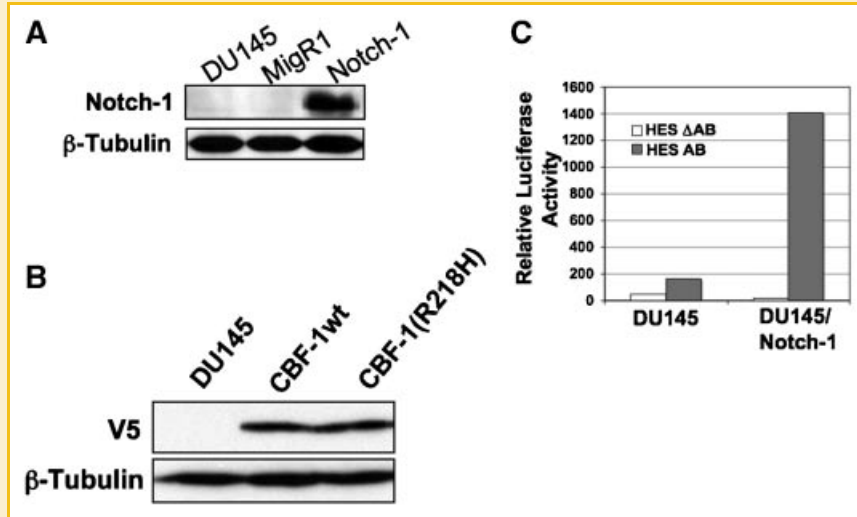 A
DU145
MigR1
Notch-1
Notch-1
β-Tubulin
B
DU145
CBF-1wt
CBF-1(R218H)
V5
β-Tubulin
C
Relative Luciferase
Activity
1600
1400
1200
1000
800
600
400
200
0
HES ΔAB
HES AB
DU145
DU145/
Notch-1